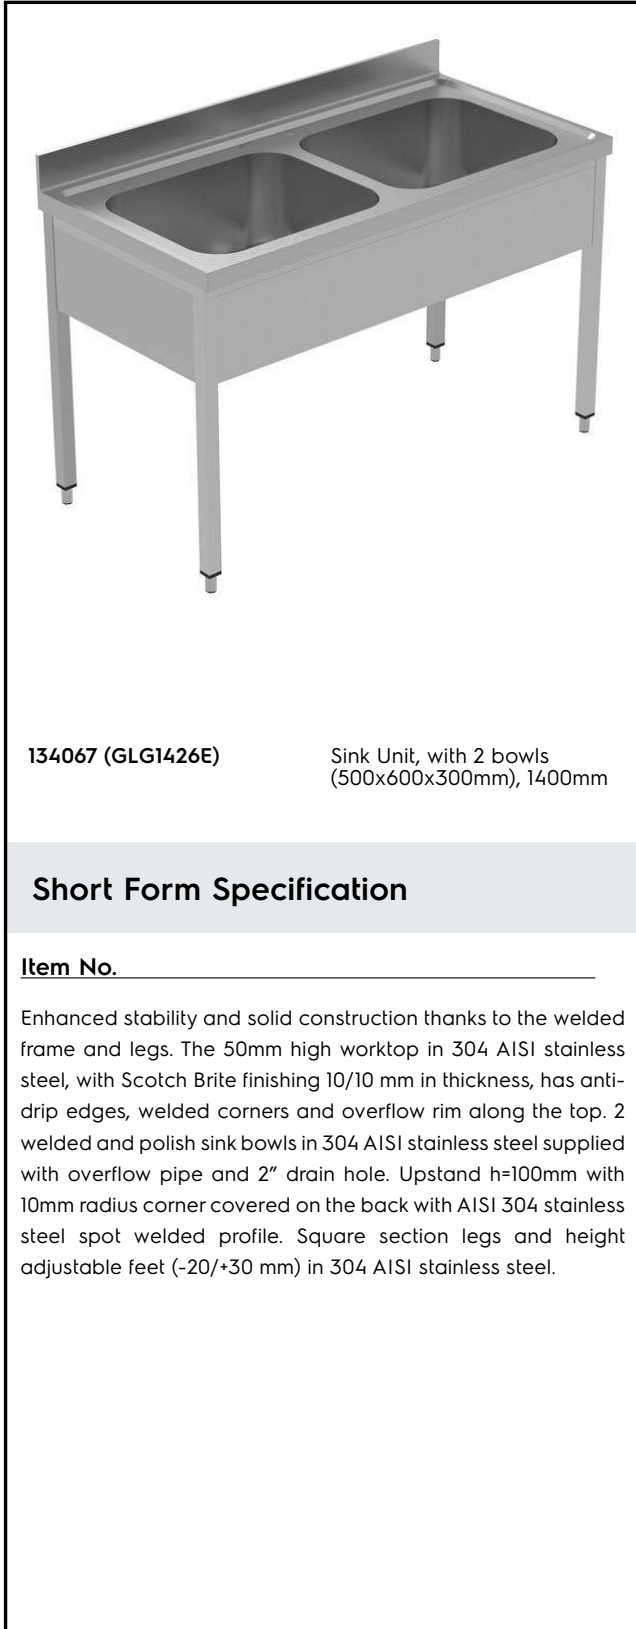 134067 (GLG1426E)
Sink Unit, with 2 bowls
(500x600x300mm), 1400mm
Short Form Specification
Item No.
Enhanced stability and solid construction thanks to the welded
frame and legs. The 50mm high worktop in 304 AISI stainless
steel, with Scotch Brite finishing 10/10 mm in thickness, has anti-
drip edges, welded corners and overflow rim along the top. 2
welded and polish sink bowls in 304 AISI stainless steel supplied
with overflow pipe and 2” drain hole. Upstand h=100mm with
10mm radius corner covered on the back with AISI 304 stainless
steel spot welded profile. Square section legs and height
adjustable feet (-20/+30 mm) in 304 AISI stainless steel.